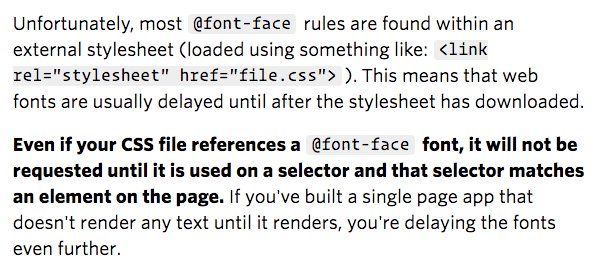 Unfortunately, most @font-face rules are found within an
external stylesheet (loaded using something like: <link
rel="stylesheet" href="file.css"> ). This means that web
fonts are usually delayed until after the stylesheet has downloaded.
Even if your CSS file references a @font-face font, it will not be
requested until it is used on a selector and that selector matches
an element on the page. If you've built a single page app that
doesn't render any text until it renders, you're delaying the fonts
even further.